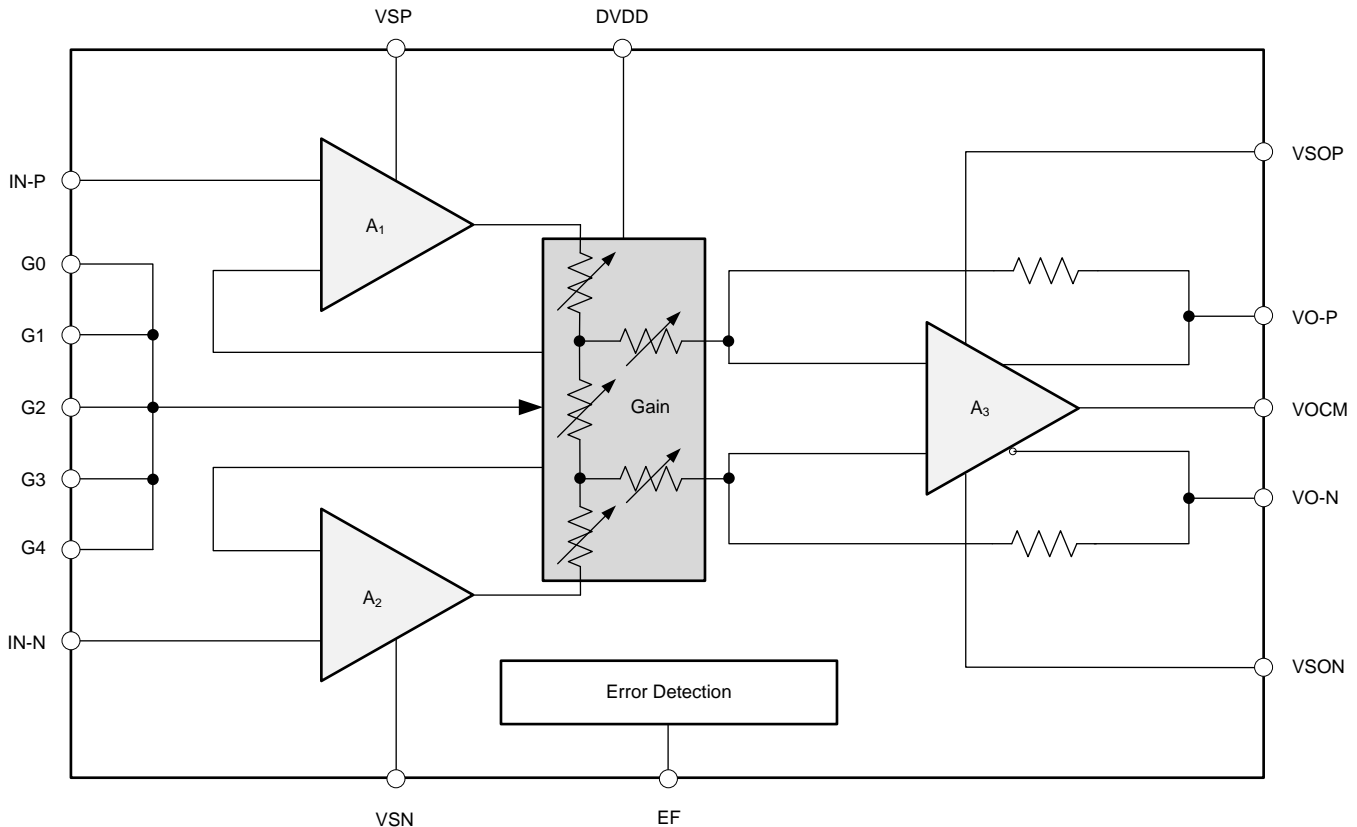 VSP
DVDD
VSOP
IN-P
A₁
G0
G1
VO-P
G2
Gain
A₃
VOCM
G3
VO-N
G4
A₂
IN-N
VSON
Error Detection
VSN
EF